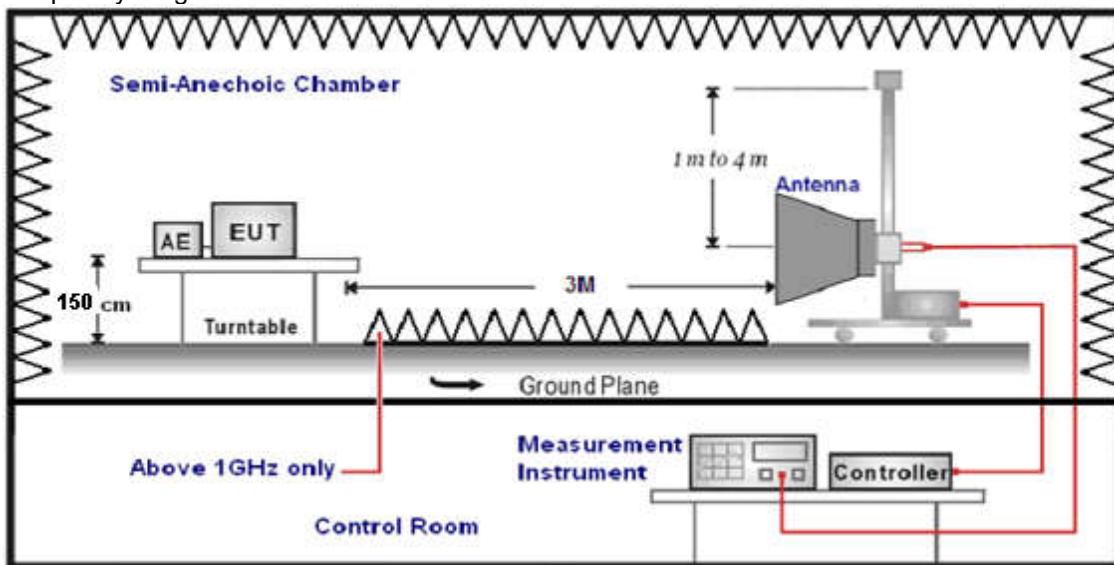 Semi-Anechoic Chamber
1 m to 4 m
Antenna
AE
EUT
150 cm
3M
Turntable
Ground Plane
Above 1GHz only
Measurement
Instrument
Controller
Control Room